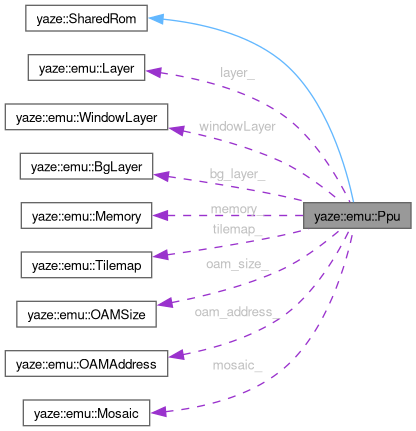 yaze::SharedRom
yaze::emu::Layer
layer_
yaze::emu::WindowLayer
windowLayer
yaze::emu::BgLayer
bg_layer_
yaze::emu::Memory
memory
yaze::emu::Ppu
tilemap_
yaze::emu::Tilemap
oam_size_
yaze::emu::OAMSize
oam_address_
yaze::emu::OAMAddress
mosaic_
yaze::emu::Mosaic